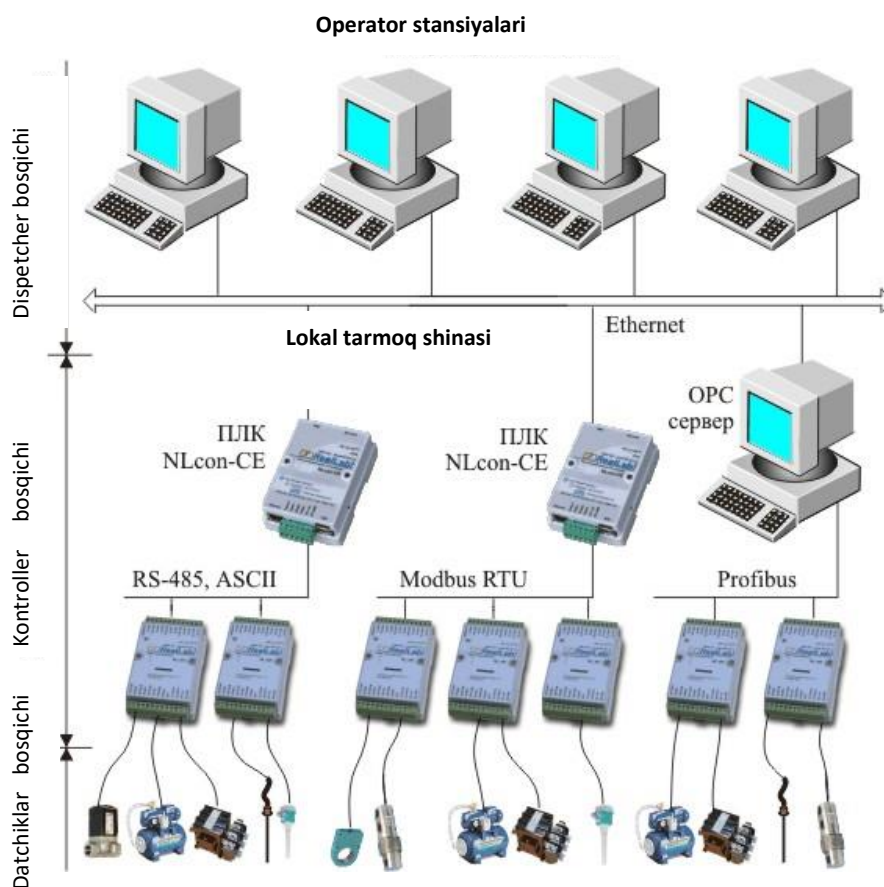 Operator stansiyalari
Dispetcher bosqichi
Ethernet
Lokal tarmoq shinasi
OPC
сервер
ПЛК
NLcon-CE
ПЛК
NLcon-CE
Kontroller bosqichi
RS-485, ASCII
Modbus RTU
Profibus
Datchiklar bosqichi